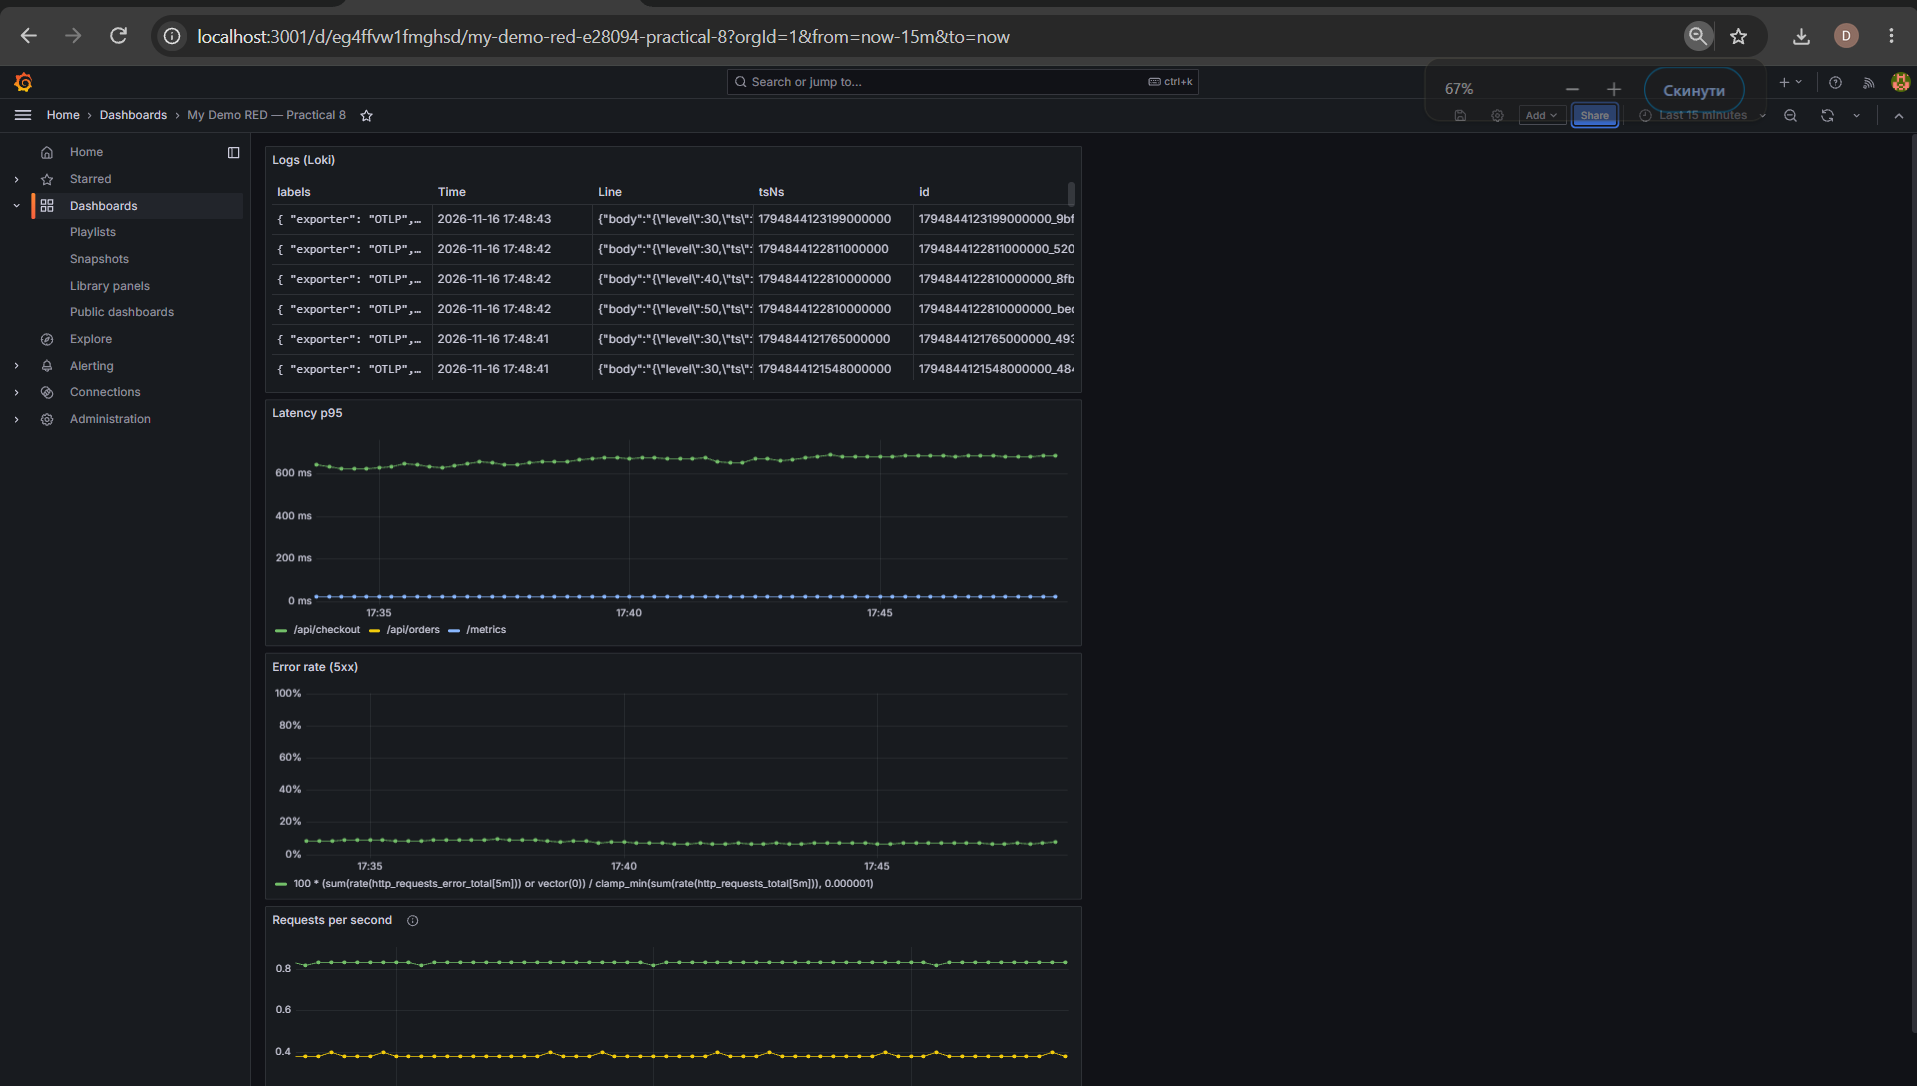 localhost:3001/d/eg4ffvw1fmghsd/my-demo-red-e28094-practical-8?orgId=1&from=now-15m&to=now
D
Search or jump to... ctrl+k
67%
Скинути
Home › Dashboards › My Demo RED — Practical 8
Add
Share
Last 15 minutes
Home
Starred
Dashboards
Playlists
Snapshots
Library panels
Public dashboards
Explore
Alerting
Connections
Administration
Logs (Loki)
labels Time Line tsNs id
{ "exporter": "OTLP",… 2026-11-16 17:48:43 {"body":"{\"level\":30,\"ts\": 1794844123199000000 1794844123199000000_9bf
{ "exporter": "OTLP",… 2026-11-16 17:48:42 {"body":"{\"level\":30,\"ts\": 1794844122811000000 1794844122811000000_520
{ "exporter": "OTLP",… 2026-11-16 17:48:42 {"body":"{\"level\":40,\"ts\": 1794844122810000000 1794844122810000000_8fb
{ "exporter": "OTLP",… 2026-11-16 17:48:42 {"body":"{\"level\":50,\"ts\": 1794844122810000000 1794844122810000000_bec
{ "exporter": "OTLP",… 2026-11-16 17:48:41 {"body":"{\"level\":30,\"ts\": 1794844121765000000 1794844121765000000_493
{ "exporter": "OTLP",… 2026-11-16 17:48:41 {"body":"{\"level\":30,\"ts\": 1794844121548000000 1794844121548000000_484
Latency p95
600 ms
400 ms
200 ms
0 ms
17:35 17:40 17:45
/api/checkout /api/orders /metrics
Error rate (5xx)
100%
80%
60%
40%
20%
0%
17:35 17:40 17:45
100 * (sum(rate(http_requests_error_total[5m])) or vector(0)) / clamp_min(sum(rate(http_requests_total[5m])), 0.000001)
Requests per second
0.8
0.6
0.4